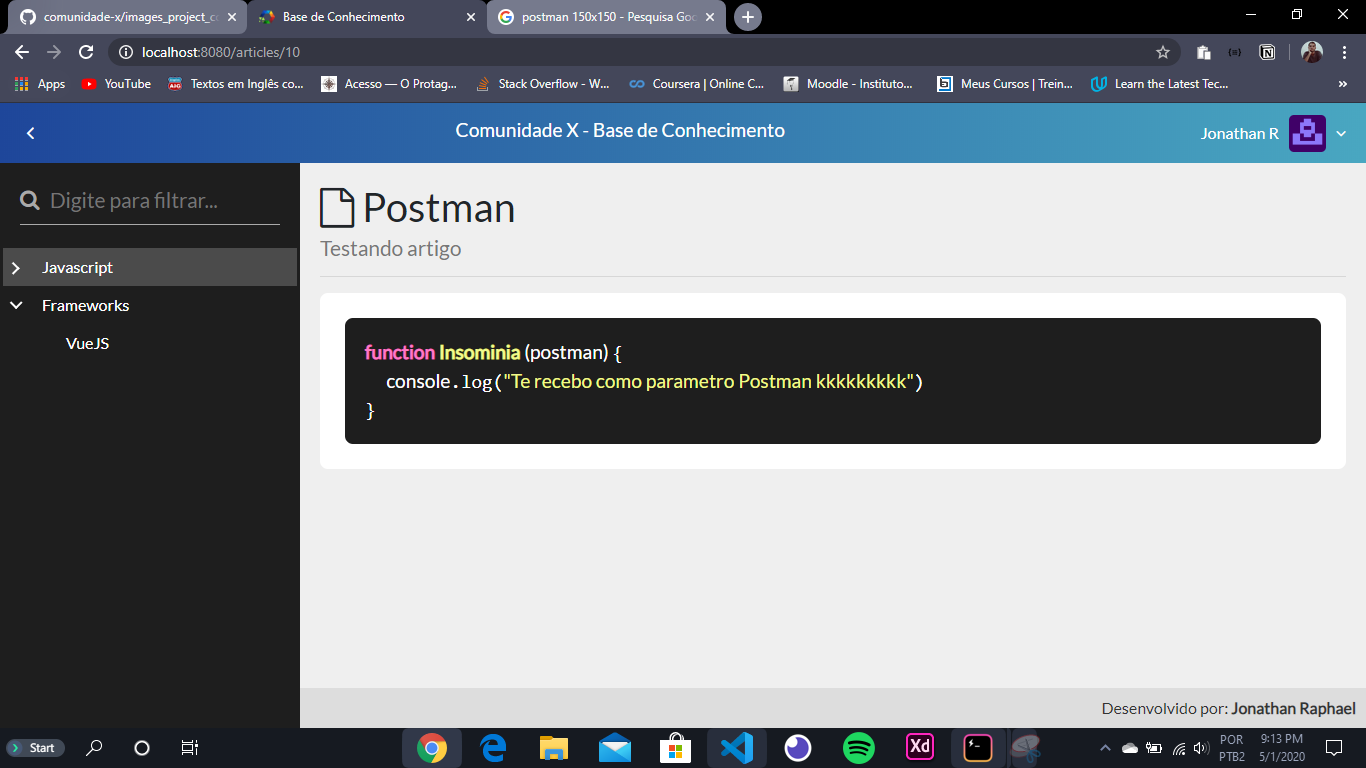 comunidade-x/images_project_co
Base de Conhecimento
postman 150x150 - Pesquisa Goo
localhost:8080/articles/10
Apps
YouTube
Textos em Inglês co...
Acesso — O Protag...
Stack Overflow - W...
Coursera | Online C...
Moodle - Instituto...
Meus Cursos | Trein...
Learn the Latest Tec...
»
Comunidade X - Base de Conhecimento
Jonathan R
Digite para filtrar...
Javascript
Frameworks
VueJS
Postman
Testando artigo
function Insominia (postman) {
console.log("Te recebo como parametro Postman kkkkkkkkk")
}
Desenvolvido por: Jonathan Raphael
Start
Xd
POR
PTB2
9:13 PM
5/1/2020